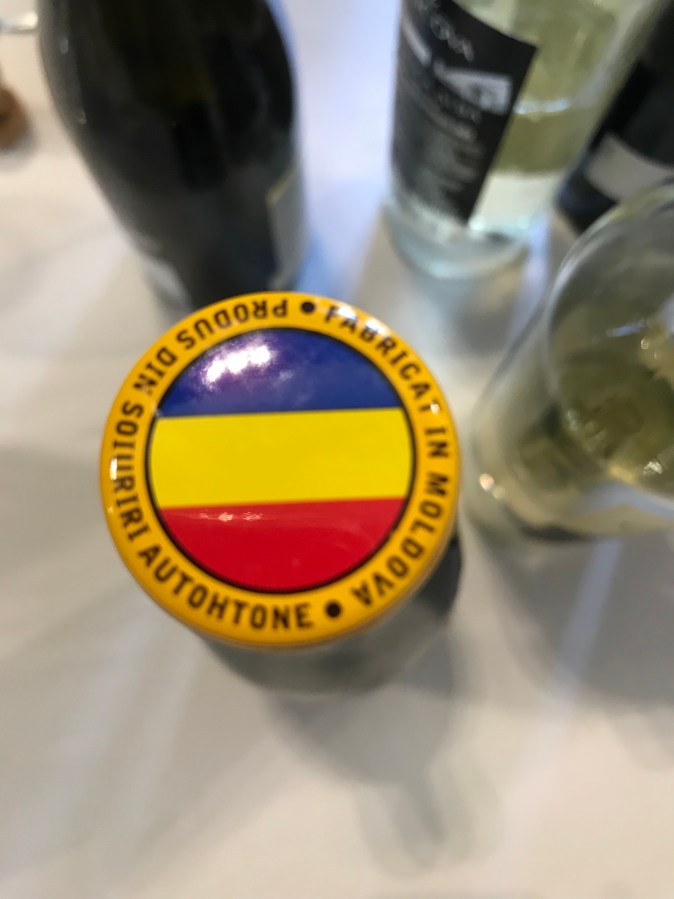 FABRICAT IN MOLDOVA • PRODUS DIN SOIURIRI AUTOHTONE •